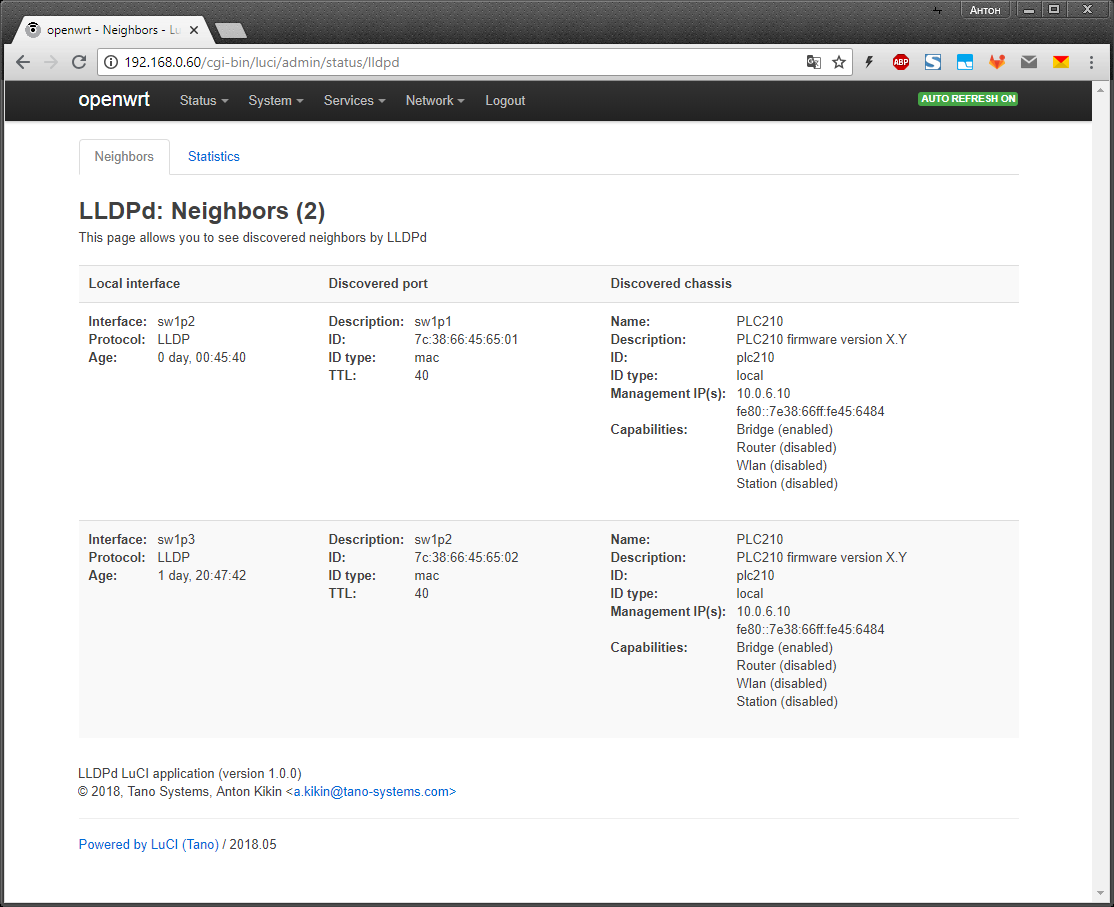 Антон
openwrt - Neighbors - Lu
192.168.0.60/cgi-bin/luci/admin/status/lldpd
ABP
openwrt Status System Services Network Logout AUTO REFRESH ON
Neighbors Statistics
LLDPd: Neighbors (2)
This page allows you to see discovered neighbors by LLDPd
Local interface Discovered port Discovered chassis
Interface: sw1p2 Description: sw1p1 Name: PLC210
Protocol: LLDP ID: 7c:38:66:45:65:01 Description: PLC210 firmware version X.Y
Age: 0 day, 00:45:40 ID type: mac ID: plc210
TTL: 40 ID type: local
Management IP(s): 10.0.6.10
fe80::7e38:66ff:fe45:6484
Capabilities: Bridge (enabled)
Router (disabled)
Wlan (disabled)
Station (disabled)
Interface: sw1p3 Description: sw1p2 Name: PLC210
Protocol: LLDP ID: 7c:38:66:45:65:02 Description: PLC210 firmware version X.Y
Age: 1 day, 20:47:42 ID type: mac ID: plc210
TTL: 40 ID type: local
Management IP(s): 10.0.6.10
fe80::7e38:66ff:fe45:6484
Capabilities: Bridge (enabled)
Router (disabled)
Wlan (disabled)
Station (disabled)
LLDPd LuCI application (version 1.0.0)
© 2018, Tano Systems, Anton Kikin <a.kikin@tano-systems.com>
Powered by LuCI (Tano) / 2018.05